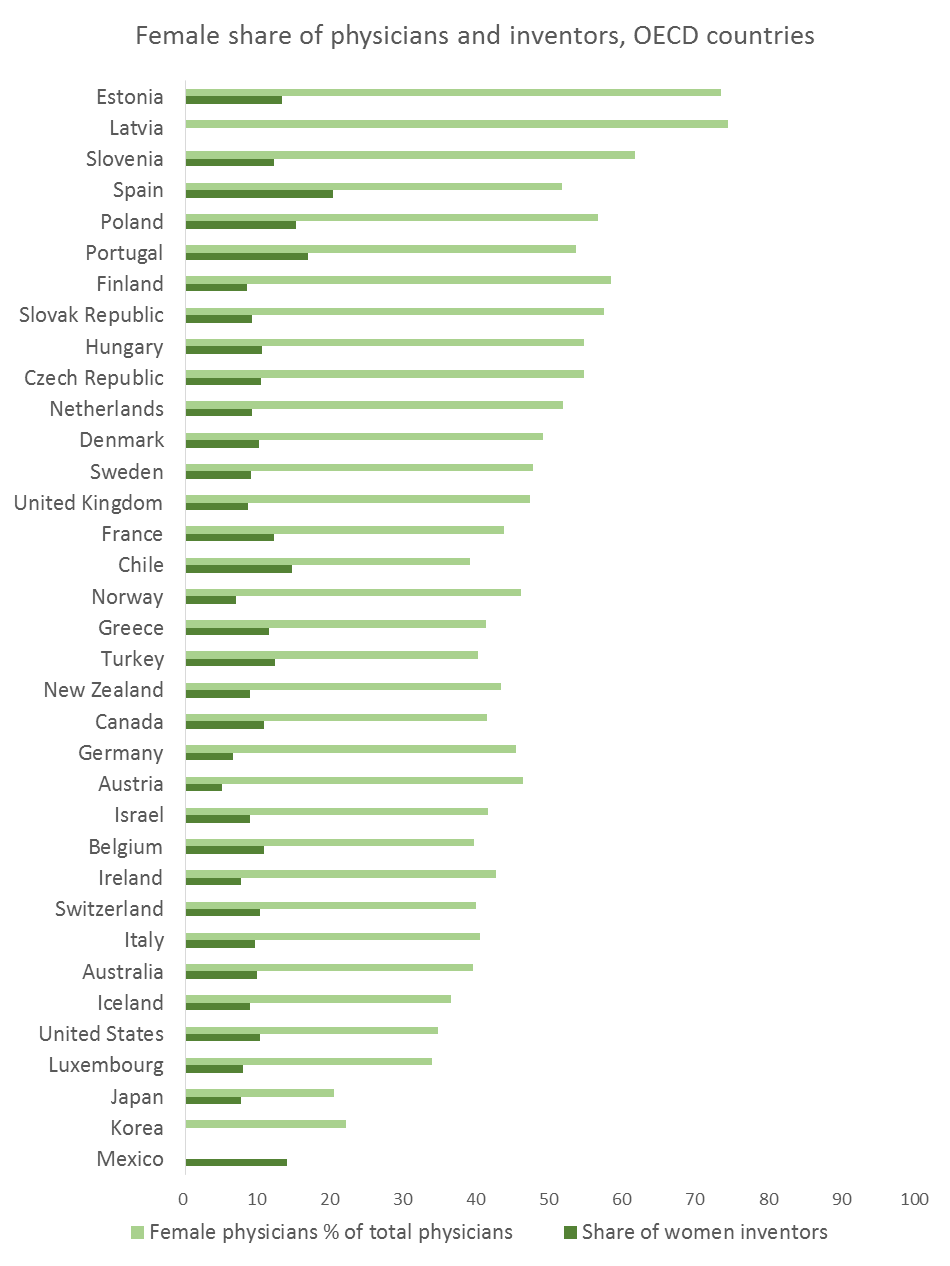 Female share of physicians and inventors, OECD countries
Estonia
Latvia
Slovenia
Spain
Poland
Portugal
Finland
Slovak Republic
Hungary
Czech Republic
Netherlands
Denmark
Sweden
United Kingdom
France
Chile
Norway
Greece
Turkey
New Zealand
Canada
Germany
Austria
Israel
Belgium
Ireland
Switzerland
Italy
Australia
Iceland
United States
Luxembourg
Japan
Korea
Mexico
0 10 20 30 40 50 60 70 80 90 100
Female physicians % of total physicians Share of women inventors